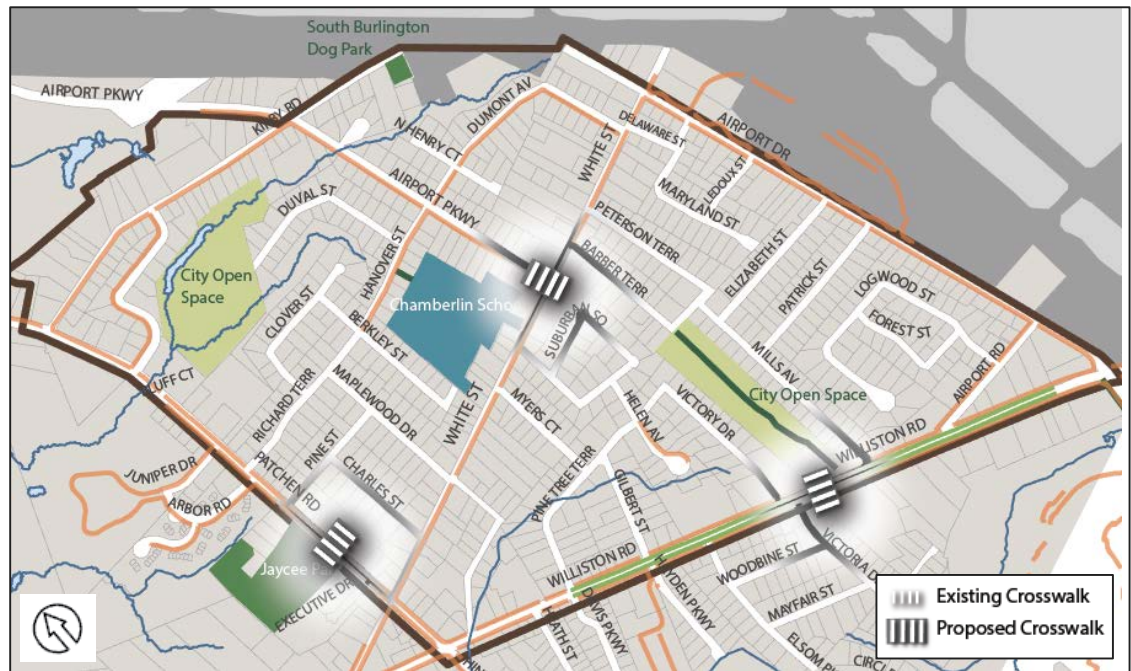 South Burlington
Dog Park
AIRPORT PKWY
KIRBY RD
N HENRY CT
DUMONT AV
WHITE ST
DELAWARE ST
AIRPORT DR
LEDOUX ST
MARYLAND ST
AIRPORT PKWY
DUVAL ST
HANOVER ST
PETERSON TERR
BARBER TERR
ELIZABETH ST
PATRICK ST
LOGWOOD ST
FOREST ST
City Open
Space
Chamberlin Scho
CLOVER ST
BERKLEY ST
SUBURBAN SQ
MILLS AV
AIRPORT RD
LUFF CT
RICHARD TERR
MAPLEWOOD DR
WHITE ST
MYERS CT
HELEN AV
VICTORY DR
City Open Space
WILLISTON RD
JUNIPER DR
PATCHEN RD
PINE ST
CHARLES ST
PINE TREE TERR
GILBERT ST
ARBOR RD
WILLISTON RD
WOODBINE ST
VICTORIA D
Jaycee Pa
EXECUTIVE DR
HAYDEN PKWY
MAYFAIR ST
HEATH ST
DAVIS PKWY
Existing Crosswalk
Proposed Crosswalk